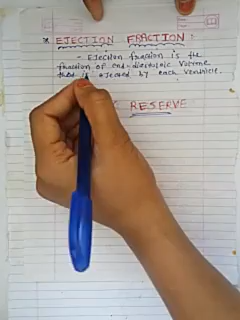 * EJECTION FRACTION :
- Ejection fraction is the
fraction of end-diastolic volume
that is ejected by each ventricle.
RESERVE